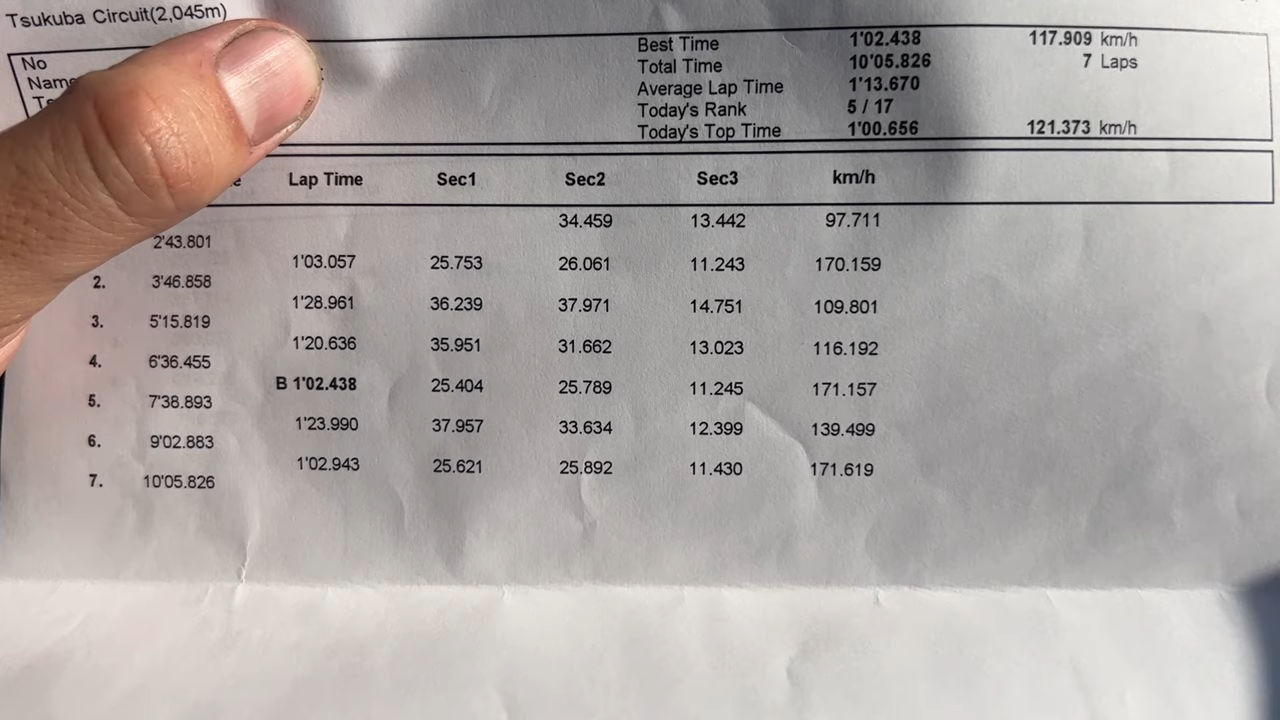 Tsukuba Circuit(2,045m)
No
Name
Best Time 1'02.438 117.909 km/h
Total Time 10'05.826 7 Laps
Average Lap Time 1'13.670
Today's Rank 5 / 17
Today's Top Time 1'00.656 121.373 km/h
Lap Time Sec1 Sec2 Sec3 km/h
34.459 13.442 97.711
2'43.801
1'03.057 25.753 26.061 11.243 170.159
2. 3'46.858
1'28.961 36.239 37.971 14.751 109.801
3. 5'15.819
1'20.636 35.951 31.662 13.023 116.192
4. 6'36.455
B 1'02.438 25.404 25.789 11.245 171.157
5. 7'38.893
1'23.990 37.957 33.634 12.399 139.499
6. 9'02.883
1'02.943 25.621 25.892 11.430 171.619
7. 10'05.826